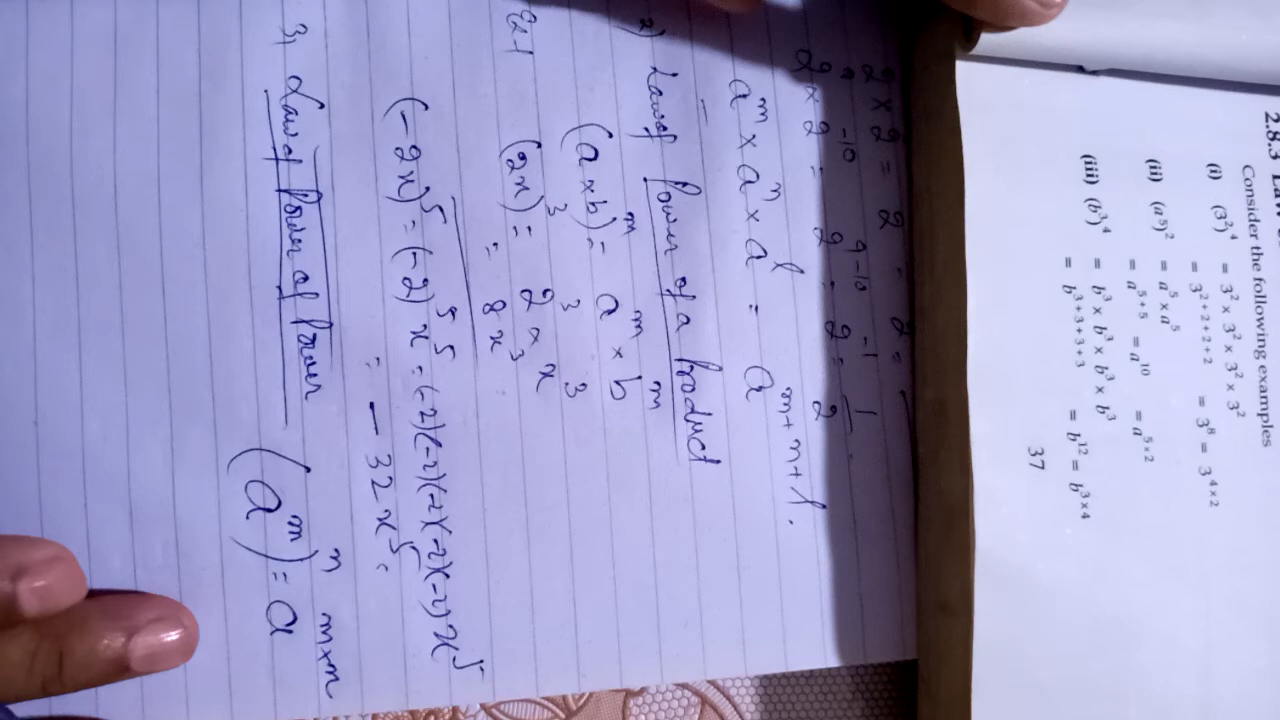 2.8.3
Consider the following examples
(i) (3²)⁴ = 3² × 3² × 3² × 3²
= 3²⁺²⁺²⁺² = 3⁸ = 3⁴ˣ²
(ii) (a⁵)² = a⁵ × a⁵
= a⁵⁺⁵ = a¹⁰ = a⁵ˣ²
(iii) (b³)⁴ = b³ × b³ × b³ × b³
= b³⁺³⁺³⁺³ = b¹² = b³ˣ⁴
37
2⁹ × 2⁻¹⁰ = 2⁹⁻¹⁰ = 2⁻¹ = 1/2
aᵐ × aⁿ × aˡ = aᵐ⁺ⁿ⁺ˡ.
2) Law of Power of a Product
(a×b)ᵐ = aᵐ × bᵐ
(2x)³ = 2³ × x³
= 8x³
(-2x)⁵ = (-2)⁵ x⁵ = (-2)(-2)(-2)(-2)(-2) x⁵
= -32x⁵
3) Law of Power of Power (aᵐ)ⁿ = aᵐˣⁿ